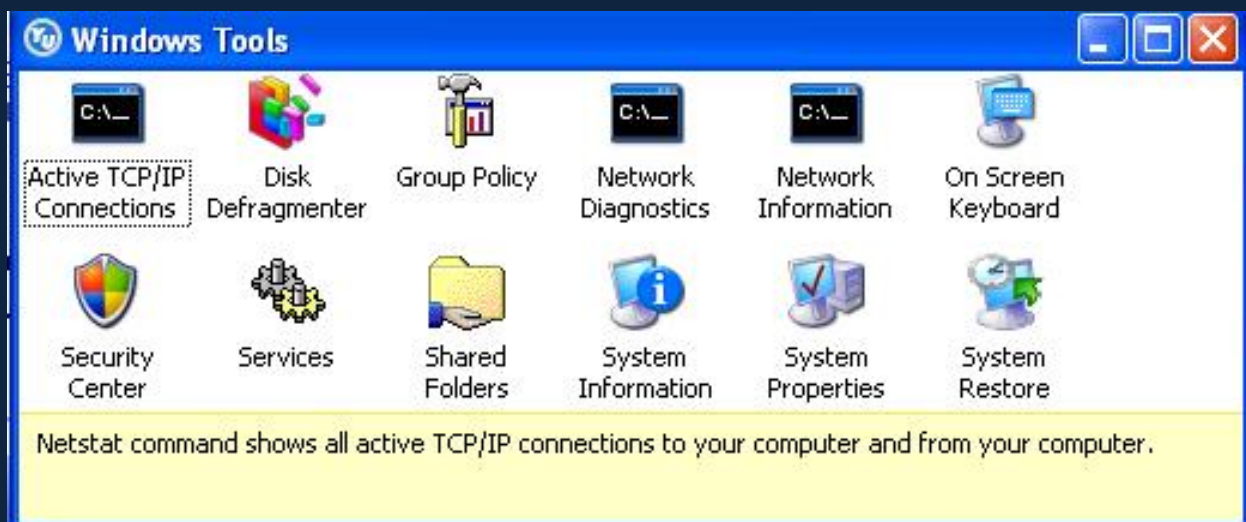 Windows Tools
C:\_
C:\_
C:\_
Active TCP/IP
Connections
Disk
Defragmenter
Group Policy
Network
Diagnostics
Network
Information
On Screen
Keyboard
Security
Center
Services
Shared
Folders
System
Information
System
Properties
System
Restore
Netstat command shows all active TCP/IP connections to your computer and from your computer.